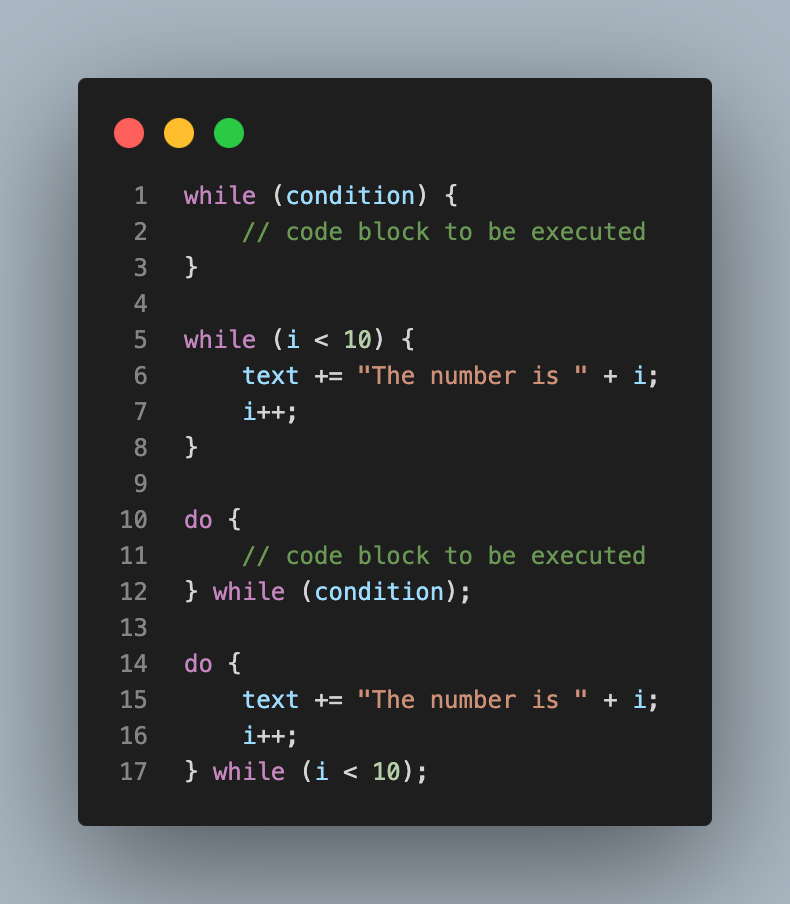 1 while (condition) {
2     // code block to be executed
3 }
4
5 while (i < 10) {
6     text += "The number is " + i;
7     i++;
8 }
9
10 do {
11     // code block to be executed
12 } while (condition);
13
14 do {
15     text += "The number is " + i;
16     i++;
17 } while (i < 10);